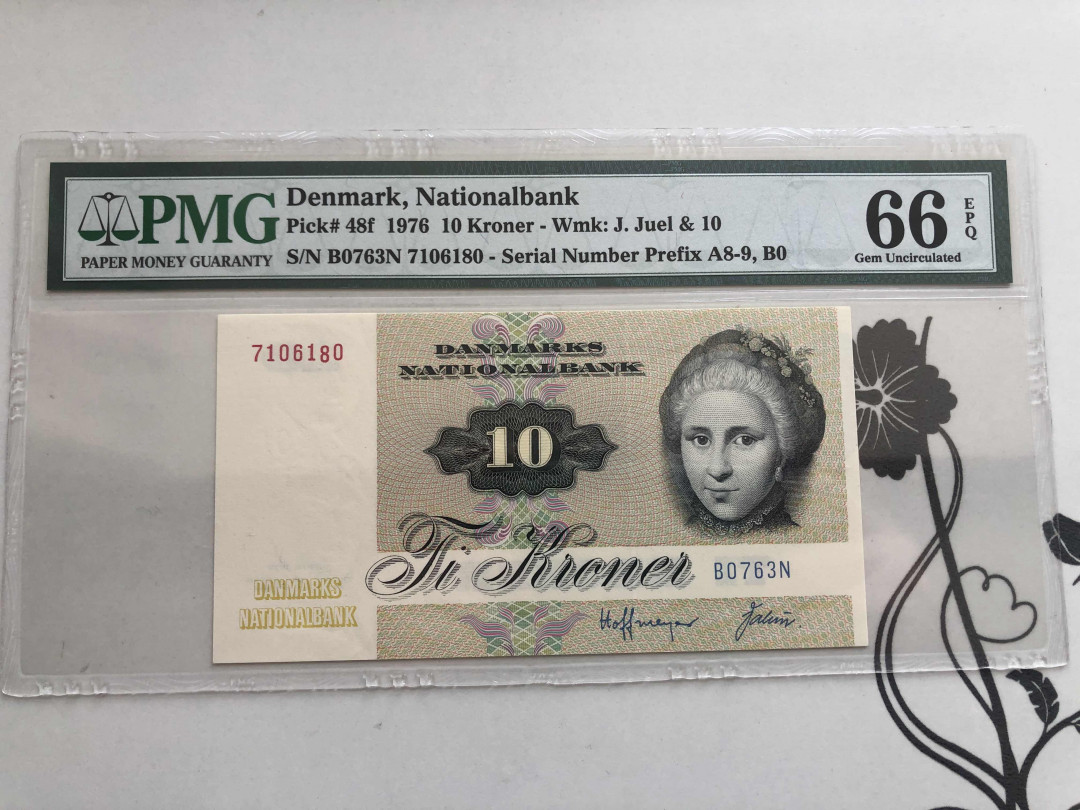 PMG
PAPER MONEY GUARANTY
Denmark, Nationalbank
Pick# 48f 1976 10 Kroner - Wmk: J. Juel & 10
S/N B0763N 7106180 - Serial Number Prefix A8-9, B0
66
EPQ
Gem Uncirculated
7106180
DANMARKS
NATIONALBANK
10
Ti Kroner
B0763N
DANMARKS
NATIONALBANK
Hoffmeyer